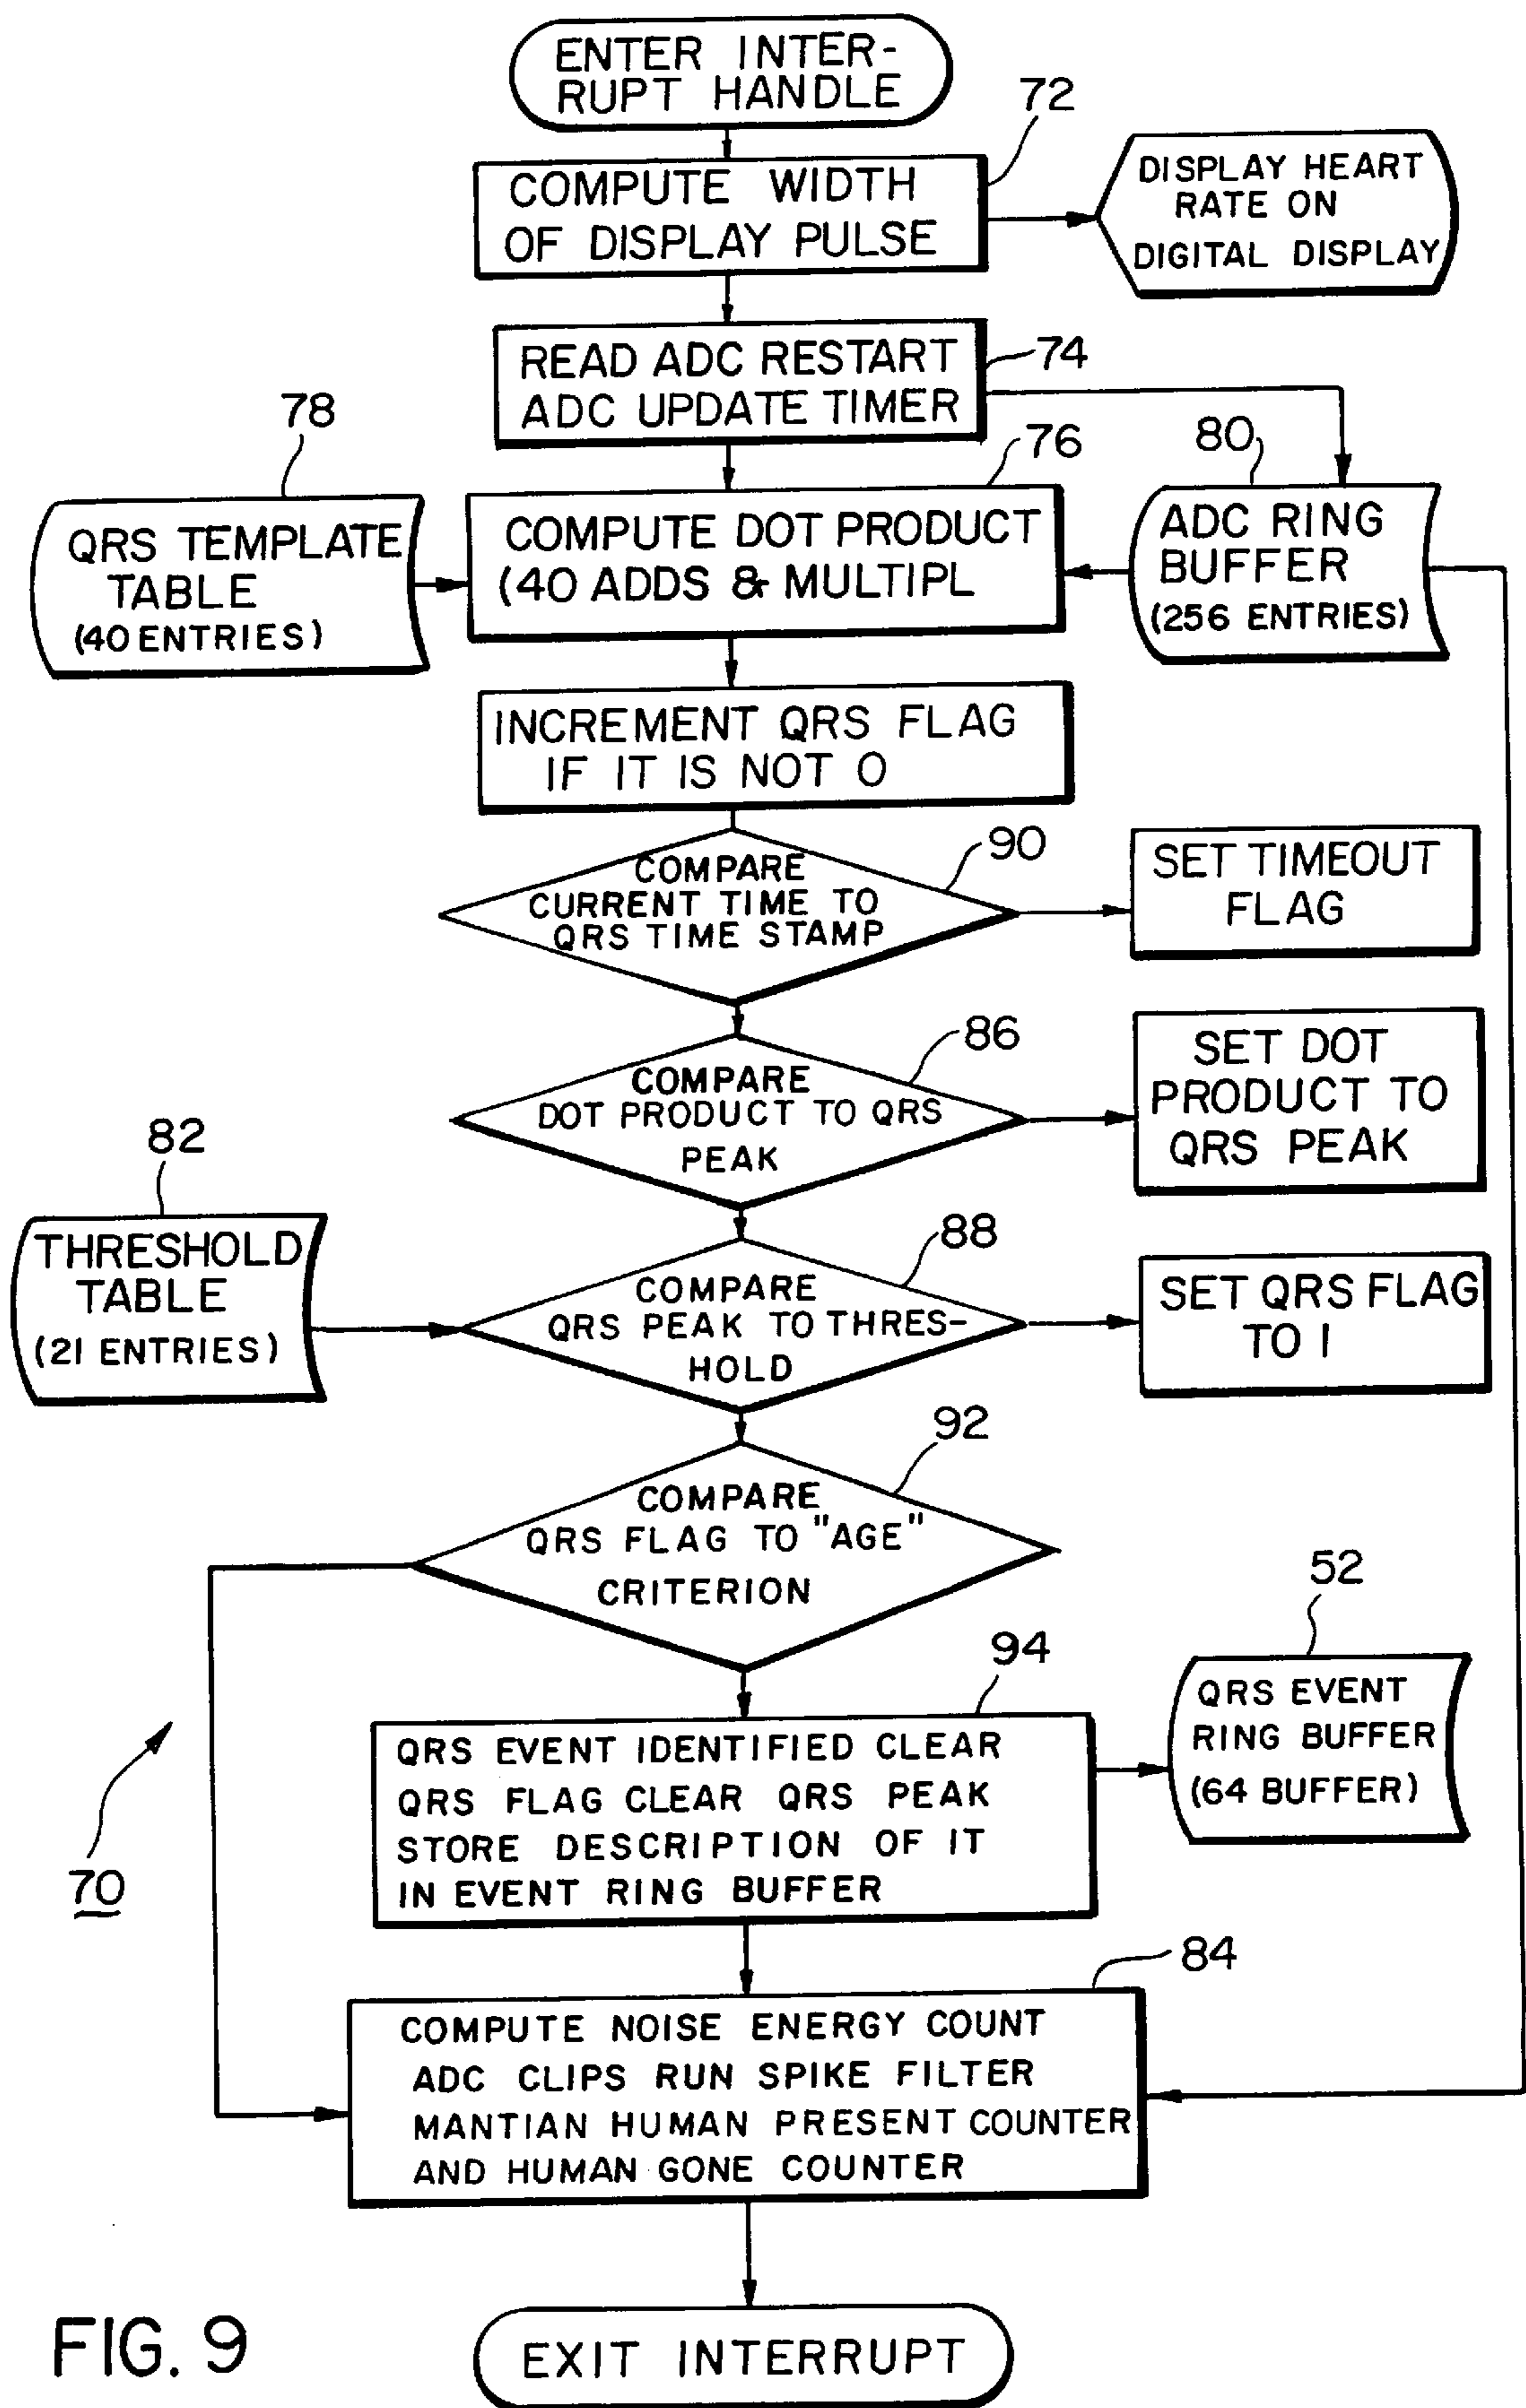 ENTER INTER-
RUPT HANDLE
72
COMPUTE WIDTH
OF DISPLAY PULSE
DISPLAY HEART
RATE ON
DIGITAL DISPLAY
READ ADC RESTART
ADC UPDATE TIMER
74
78
76
80
QRS TEMPLATE
TABLE
(40 ENTRIES)
COMPUTE DOT PRODUCT
(40 ADDS & MULTIPL
ADC RING
BUFFER
(256 ENTRIES)
INCREMENT QRS FLAG
IF IT IS NOT 0
90
COMPARE
CURRENT TIME TO
QRS TIME STAMP
SET TIMEOUT
FLAG
86
COMPARE
DOT PRODUCT TO QRS
PEAK
SET DOT
PRODUCT TO
QRS PEAK
82
THRESHOLD
TABLE
(21 ENTRIES)
88
COMPARE
QRS PEAK TO THRES-
HOLD
SET QRS FLAG
TO 1
92
COMPARE
QRS FLAG TO "AGE"
CRITERION
52
94
QRS EVENT
RING BUFFER
(64 BUFFER)
QRS EVENT IDENTIFIED CLEAR
QRS FLAG CLEAR QRS PEAK
STORE DESCRIPTION OF IT
IN EVENT RING BUFFER
70
84
COMPUTE NOISE ENERGY COUNT
ADC CLIPS RUN SPIKE FILTER
MANTIAN HUMAN PRESENT COUNTER
AND HUMAN GONE COUNTER
EXIT INTERRUPT
FIG. 9